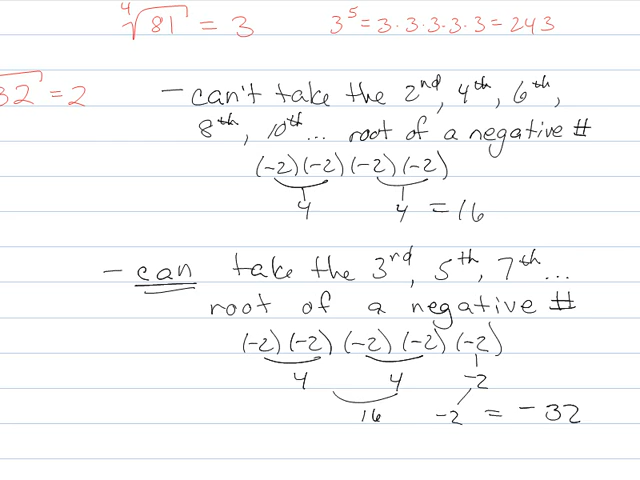 ∜81 = 3
3⁵ = 3·3·3·3·3 = 243
32 = 2
- can't take the 2nd, 4th, 6th,
8th, 10th... root of a negative #
(-2)(-2)(-2)(-2)
4 4 = 16
- can take the 3rd, 5th, 7th...
root of a negative #
(-2)(-2)(-2)(-2)(-2)
4 4 -2
16 -2 = -32